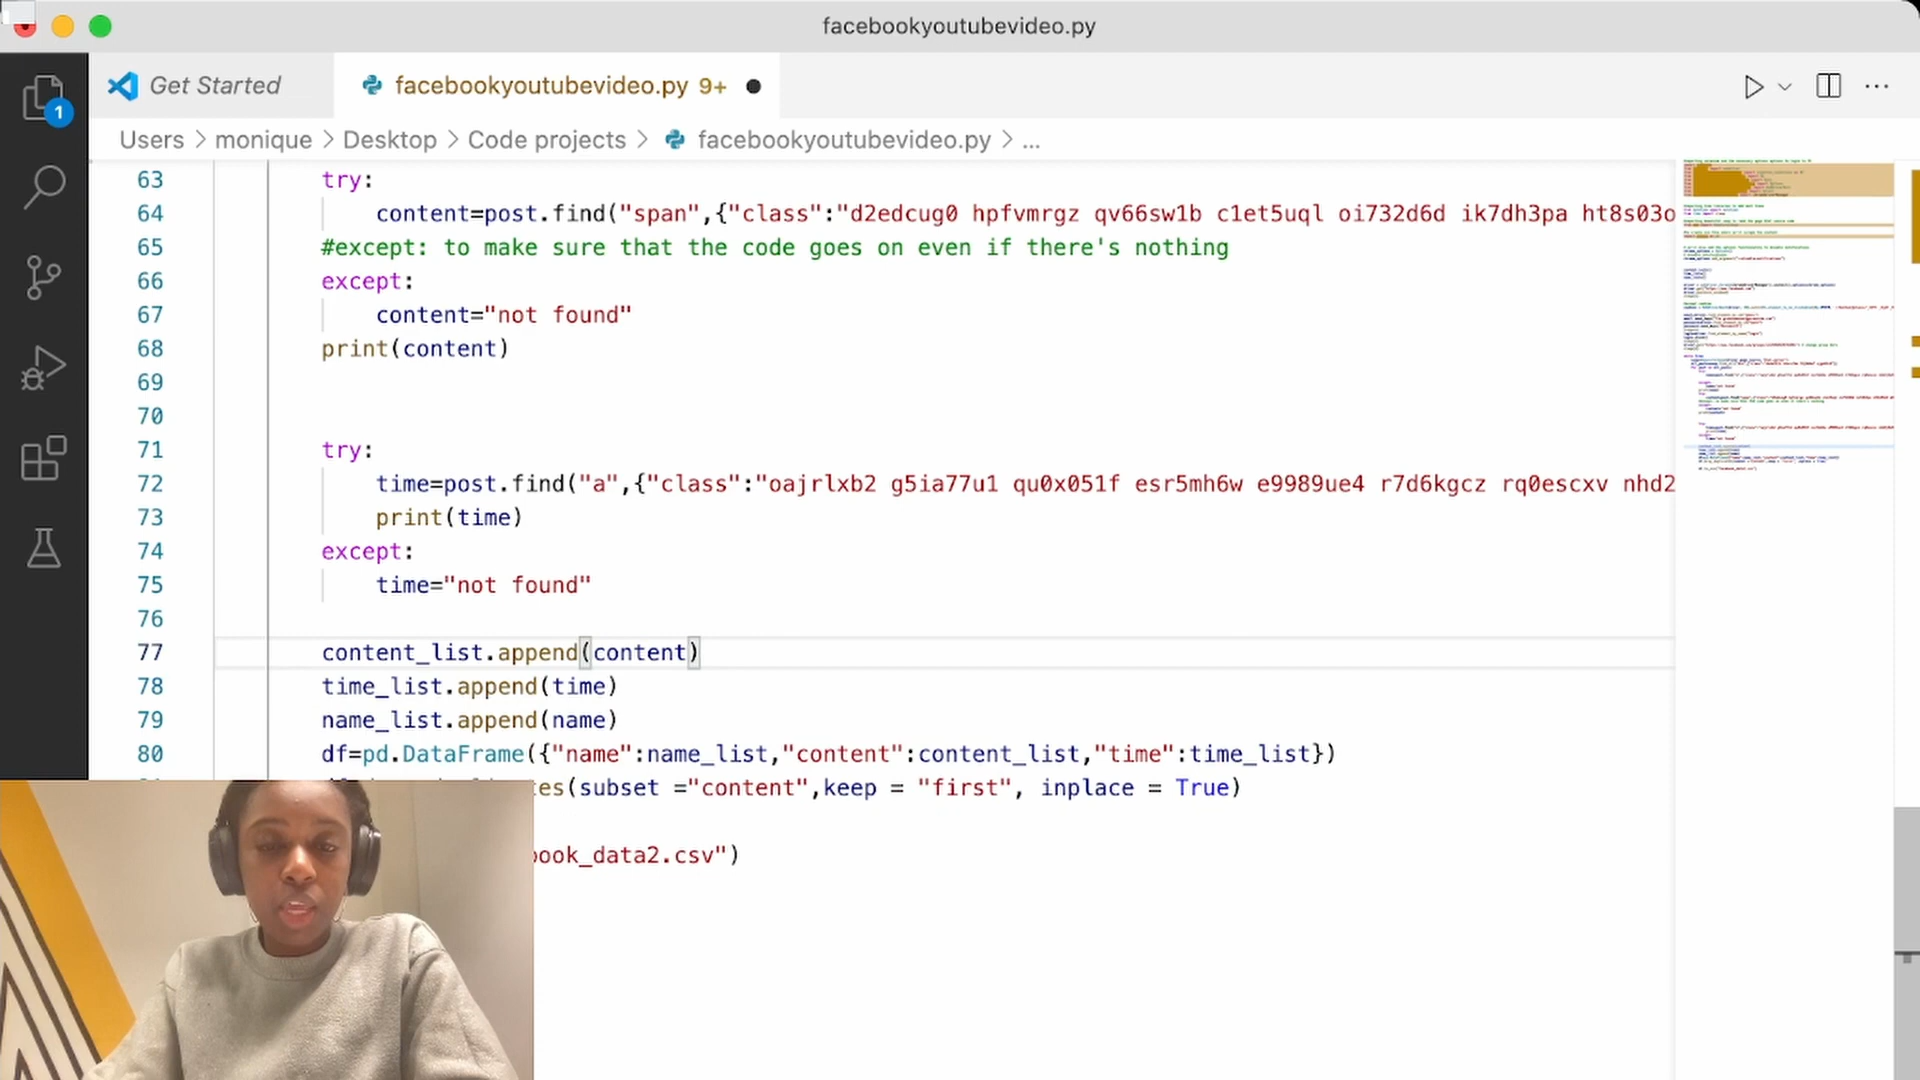 facebookyoutubevideo.py
Get Started
facebookyoutubevideo.py 9+
1
Users > monique > Desktop > Code projects > facebookyoutubevideo.py > ...
63 try:
64 content=post.find("span",{"class":"d2edcug0 hpfvmrgz qv66sw1b c1et5uql oi732d6d ik7dh3pa ht8s03o
65 #except: to make sure that the code goes on even if there's nothing
66 except:
67 content="not found"
68 print(content)
69
70
71 try:
72 time=post.find("a",{"class":"oajrlxb2 g5ia77u1 qu0x051f esr5mh6w e9989ue4 r7d6kgcz rq0escxv nhd2
73 print(time)
74 except:
75 time="not found"
76
77 content_list.append(content)
78 time_list.append(time)
79 name_list.append(name)
80 df=pd.DataFrame({"name":name_list,"content":content_list,"time":time_list})
es(subset ="content",keep = "first", inplace = True)
ook_data2.csv")